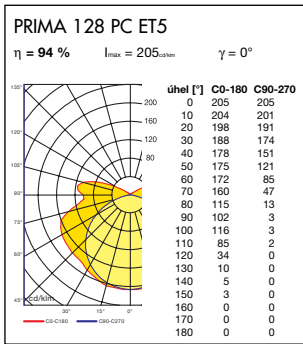 PRIMA 128 PC ET5
η = 94 % Imax = 205cd/klm γ = 0°
úhel [°] C0-180 C90-270
0 205 205
10 204 201
20 198 191
30 188 174
40 178 151
50 175 121
60 172 85
70 160 47
80 115 13
90 102 3
100 116 3
110 85 2
120 34 0
130 10 0
140 5 0
150 3 0
160 0 0
170 0 0
180 0 0
135°
120°
105°
90°
75°
60°
45°
200
160
120
80
cd/klm
30° 15° 0°
C0-C180 C90-C270